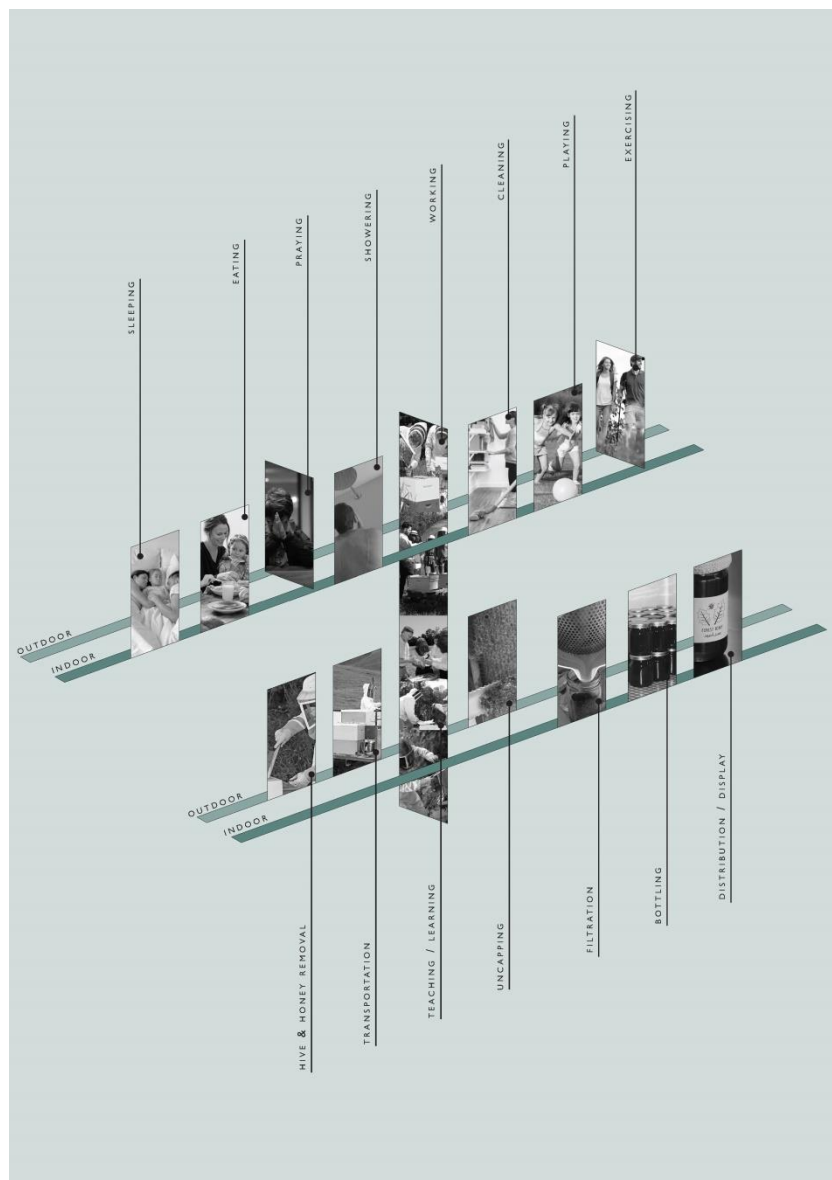 SLEEPING
EATING
PRAYING
SHOWERING
WORKING
CLEANING
PLAYING
EXERCISING
OUTDOOR
INDOOR
OUTDOOR
INDOOR
HIVE & HONEY REMOVAL
TRANSPORTATION
TEACHING / LEARNING
UNCAPPING
FILTRATION
BOTTLING
DISTRIBUTION / DISPLAY